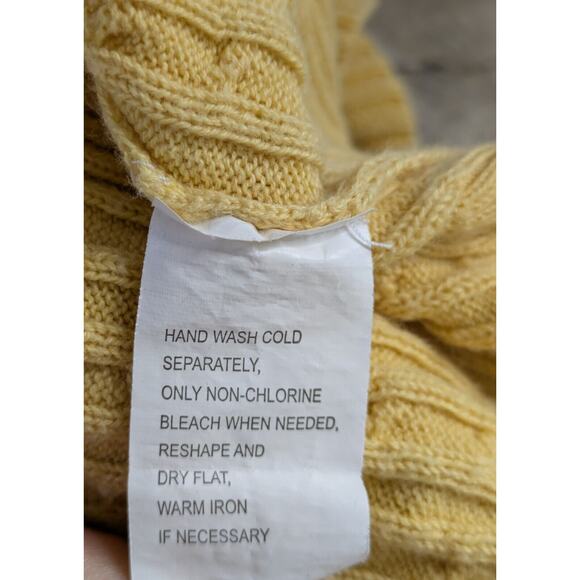 HAND WASH COLD
SEPARATELY,
ONLY NON-CHLORINE
BLEACH WHEN NEEDED,
RESHAPE AND
DRY FLAT,
WARM IRON
IF NECESSARY